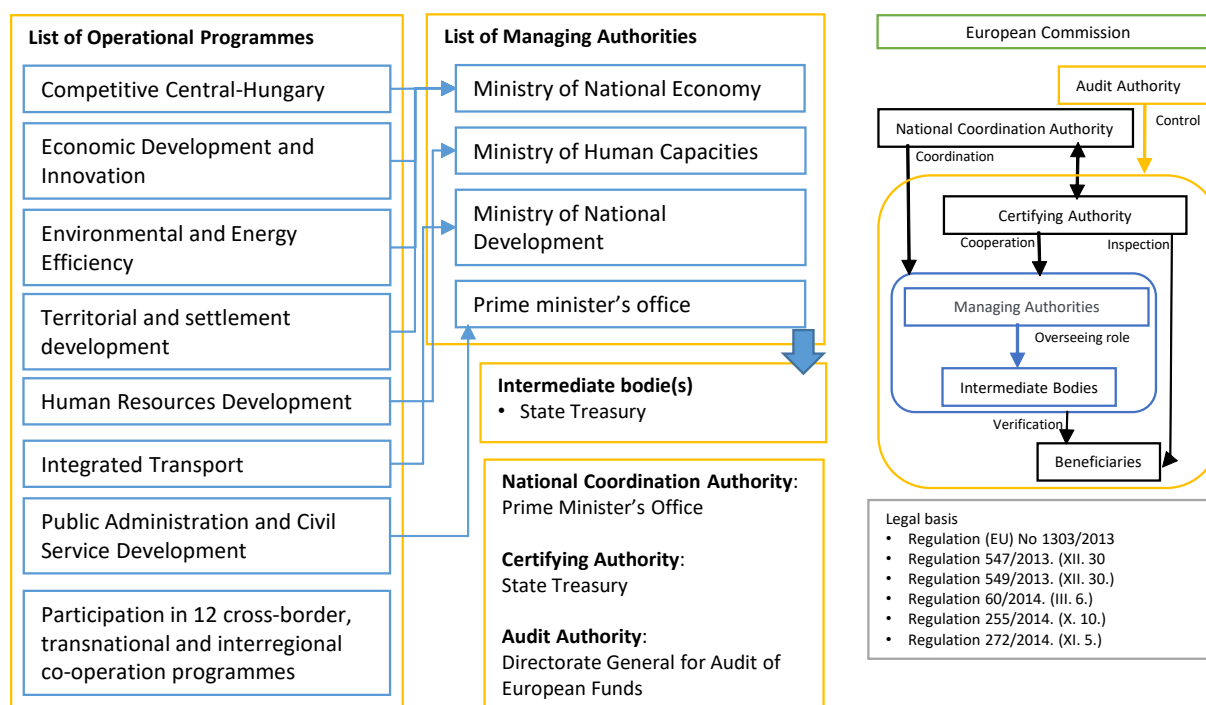 List of Operational Programmes
Competitive Central-Hungary
Economic Development and
Innovation
Environmental and Energy
Efficiency
Territorial and settlement
development
Human Resources Development
Integrated Transport
Public Administration and Civil
Service Development
Participation in 12 cross-border,
transnational and interregional
co-operation programmes
List of Managing Authorities
Ministry of National Economy
Ministry of Human Capacities
Ministry of National
Development
Prime minister’s office
Intermediate bodie(s)
• State Treasury
National Coordination Authority:
Prime Minister’s Office
Certifying Authority:
State Treasury
Audit Authority:
Directorate General for Audit of
European Funds
European Commission
Audit Authority
Control
National Coordination Authority
Coordination
Certifying Authority
Cooperation
Inspection
Managing Authorities
Overseeing role
Intermediate Bodies
Verification
Beneficiaries
Legal basis
• Regulation (EU) No 1303/2013
• Regulation 547/2013. (XII. 30
• Regulation 549/2013. (XII. 30.)
• Regulation 60/2014. (III. 6.)
• Regulation 255/2014. (X. 10.)
• Regulation 272/2014. (XI. 5.)